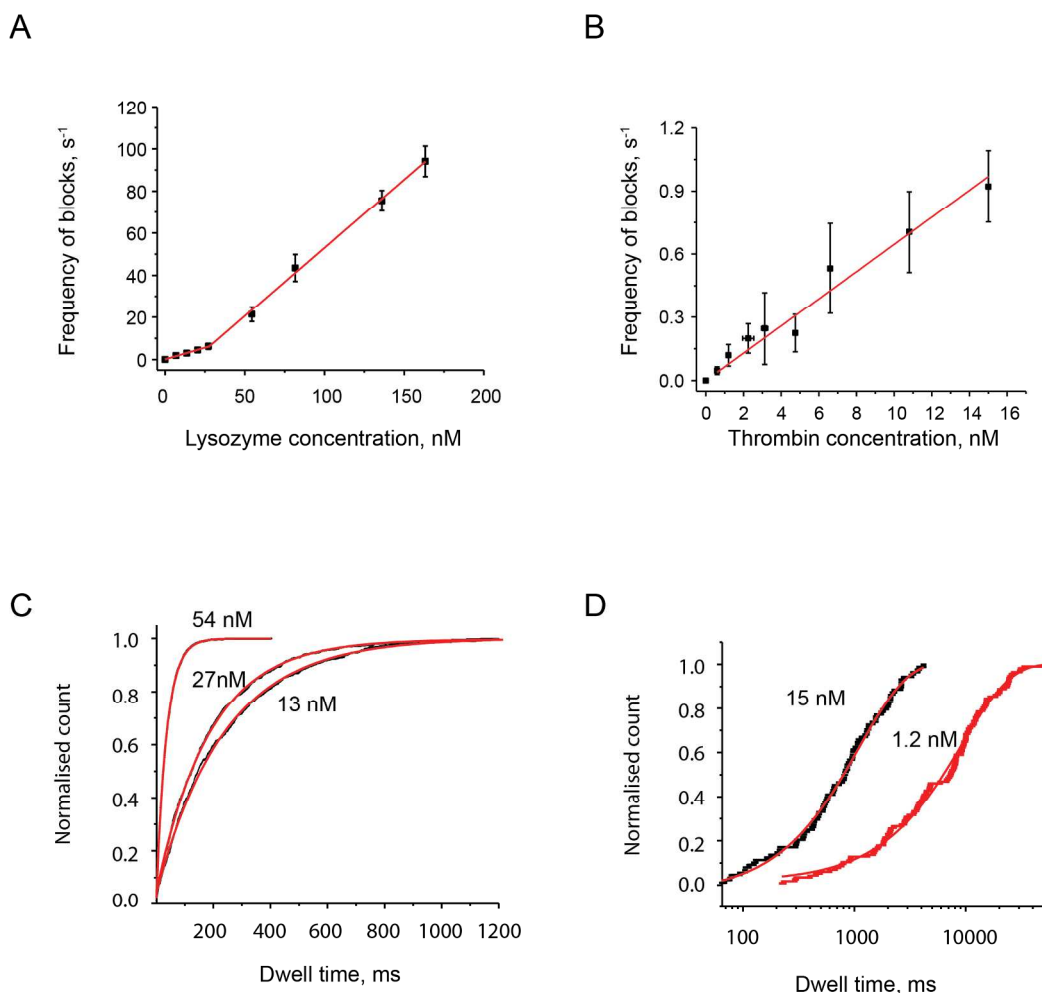 A
B
Frequency of blocks, s⁻¹
120
100
80
60
40
20
0
0 50 100 150 200
Lysozyme concentration, nM
Frequency of blocks, s⁻¹
1.2
0.9
0.6
0.3
0.0
0 2 4 6 8 10 12 14 16
Thrombin concentration, nM
C
D
Normalised count
1.0
0.8
0.6
0.4
0.2
0.0
54 nM
27nM
13 nM
200 400 600 800 1000 1200
Dwell time, ms
Normalised count
1.0
0.8
0.6
0.4
0.2
0.0
15 nM
1.2 nM
100 1000 10000
Dwell time, ms